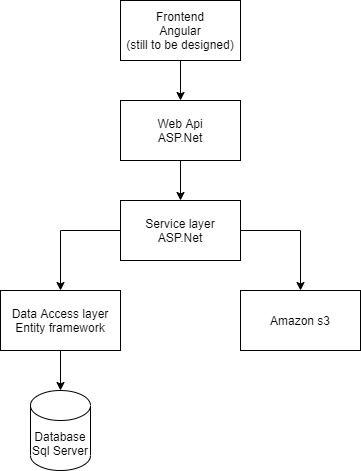 Frontend
Angular
(still to be designed)
Web Api
ASP.Net
Service layer
ASP.Net
Data Access layer
Entity framework
Amazon s3
Database
Sql Server